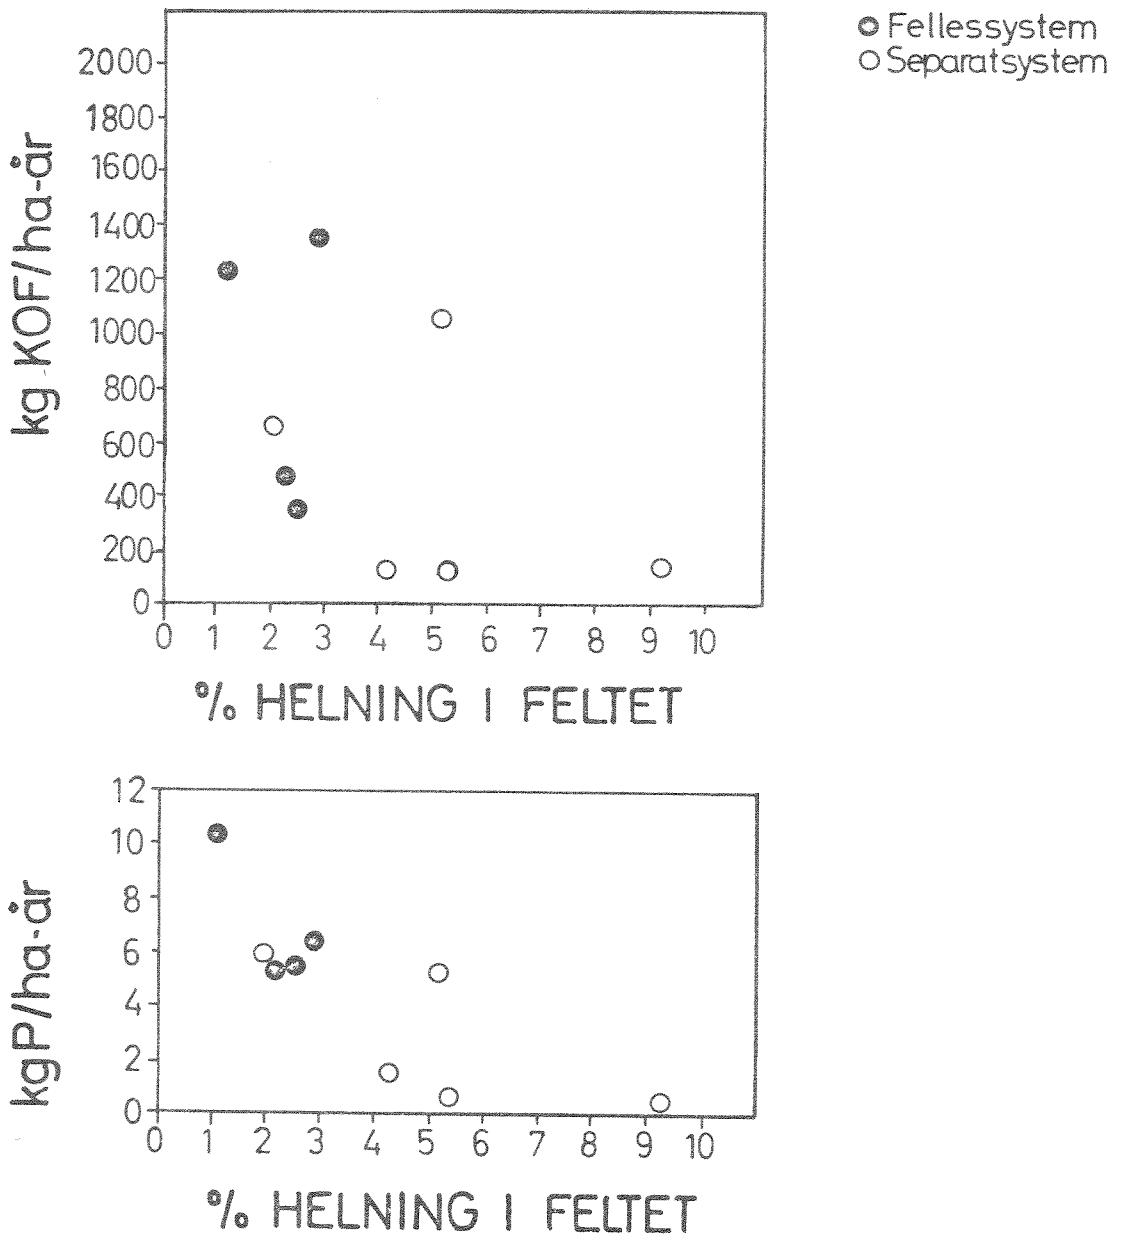 Fellessystem
Separatsystem
kg KOF/ha-år
2000
1800
1600
1400
1200
1000
800
600
400
200
0
0 1 2 3 4 5 6 7 8 9 10
% HELNING I FELTET
kgP/ha-år
12
10
8
6
4
2
0
0 1 2 3 4 5 6 7 8 9 10
% HELNING I FELTET